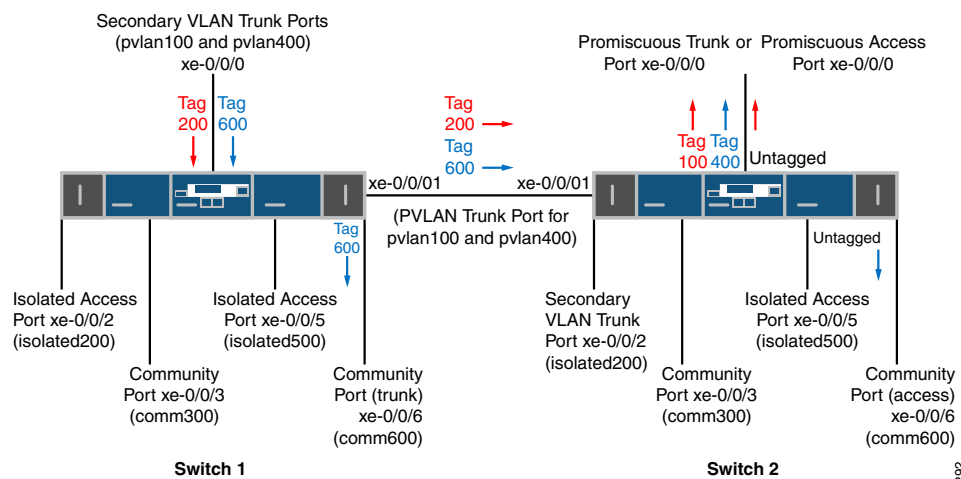 Secondary VLAN Trunk Ports
(pvlan100 and pvlan400)
xe-0/0/0
Promiscuous Trunk or
Port xe-0/0/0
Promiscuous Access
Port xe-0/0/0
Tag
200
Tag
600
Tag
200
Tag
600
Tag
100
Tag
400
Untagged
xe-0/0/01
xe-0/0/01
(PVLAN Trunk Port for
pvlan100 and pvlan400)
Tag
600
Untagged
Isolated Access
Port xe-0/0/2
(isolated200)
Isolated Access
Port xe-0/0/5
(isolated500)
Secondary
VLAN Trunk
Port xe-0/0/2
(isolated200)
Isolated Access
Port xe-0/0/5
(isolated500)
Community
Port xe-0/0/3
(comm300)
Community
Port (trunk)
xe-0/0/6
(comm600)
Community
Port xe-0/0/3
(comm300)
Community
Port (access)
xe-0/0/6
(comm600)
Switch 1
Switch 2